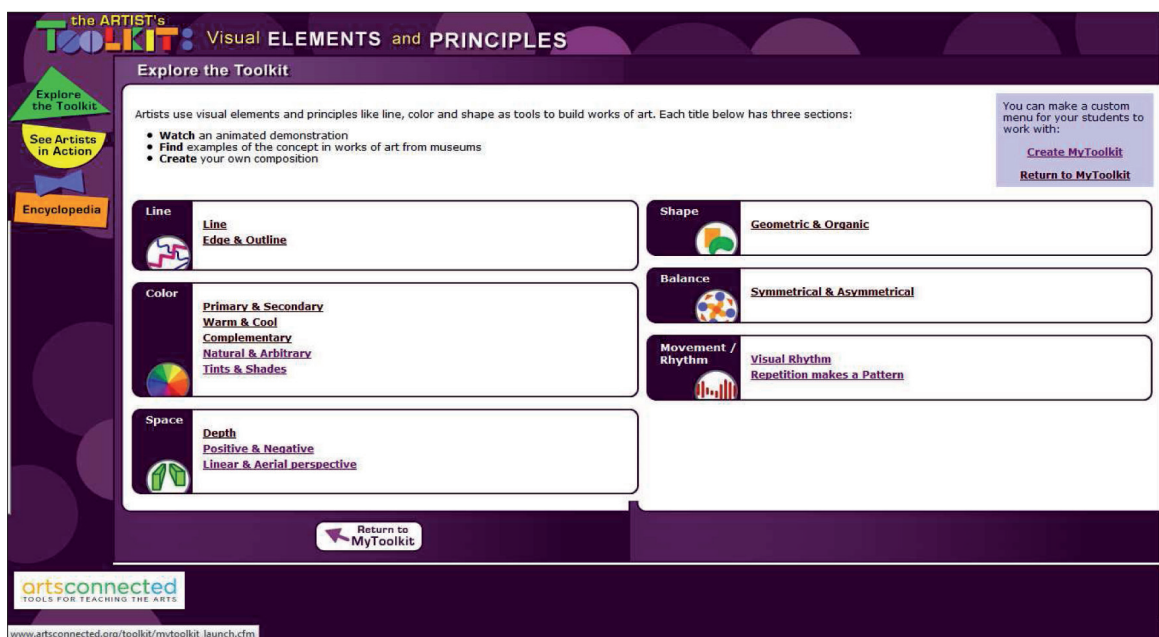 the ARTIST's
TOOLKIT: Visual ELEMENTS and PRINCIPLES
Explore the Toolkit
Explore
the Toolkit
See Artists
in Action
Encyclopedia
Artists use visual elements and principles like line, color and shape as tools to build works of art. Each title below has three sections:
• Watch an animated demonstration
• Find examples of the concept in works of art from museums
• Create your own composition
You can make a custom
menu for your students to
work with:
Create MyToolkit
Return to MyToolkit
Line
Line
Edge & Outline
Color
Primary & Secondary
Warm & Cool
Complementary
Natural & Arbitrary
Tints & Shades
Space
Depth
Positive & Negative
Linear & Aerial perspective
Shape
Geometric & Organic
Balance
Symmetrical & Asymmetrical
Movement /
Rhythm
Visual Rhythm
Repetition makes a Pattern
Return to
MyToolkit
artsconnected
TOOLS FOR TEACHING THE ARTS
www.artsconnected.org/toolkit/mytoolkit_launch.cfm